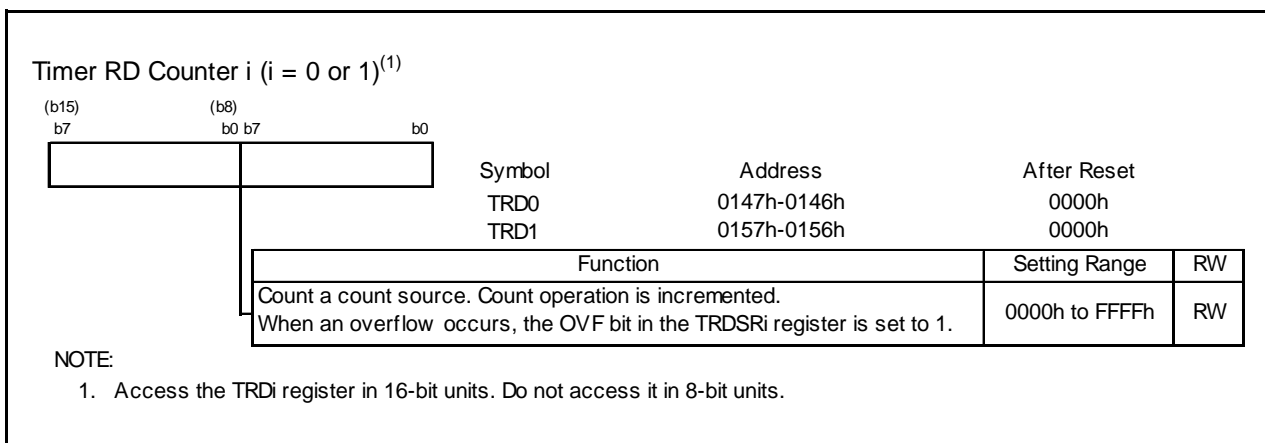 Timer RD Counter i (i = 0 or 1)(1)
(b15) (b8)
b7 b0 b7 b0
Symbol Address After Reset
TRD0 0147h-0146h 0000h
TRD1 0157h-0156h 0000h
Function Setting Range RW
Count a count source. Count operation is incremented.
When an overflow occurs, the OVF bit in the TRDSRi register is set to 1.
0000h to FFFFh RW
NOTE:
1. Access the TRDi register in 16-bit units. Do not access it in 8-bit units.